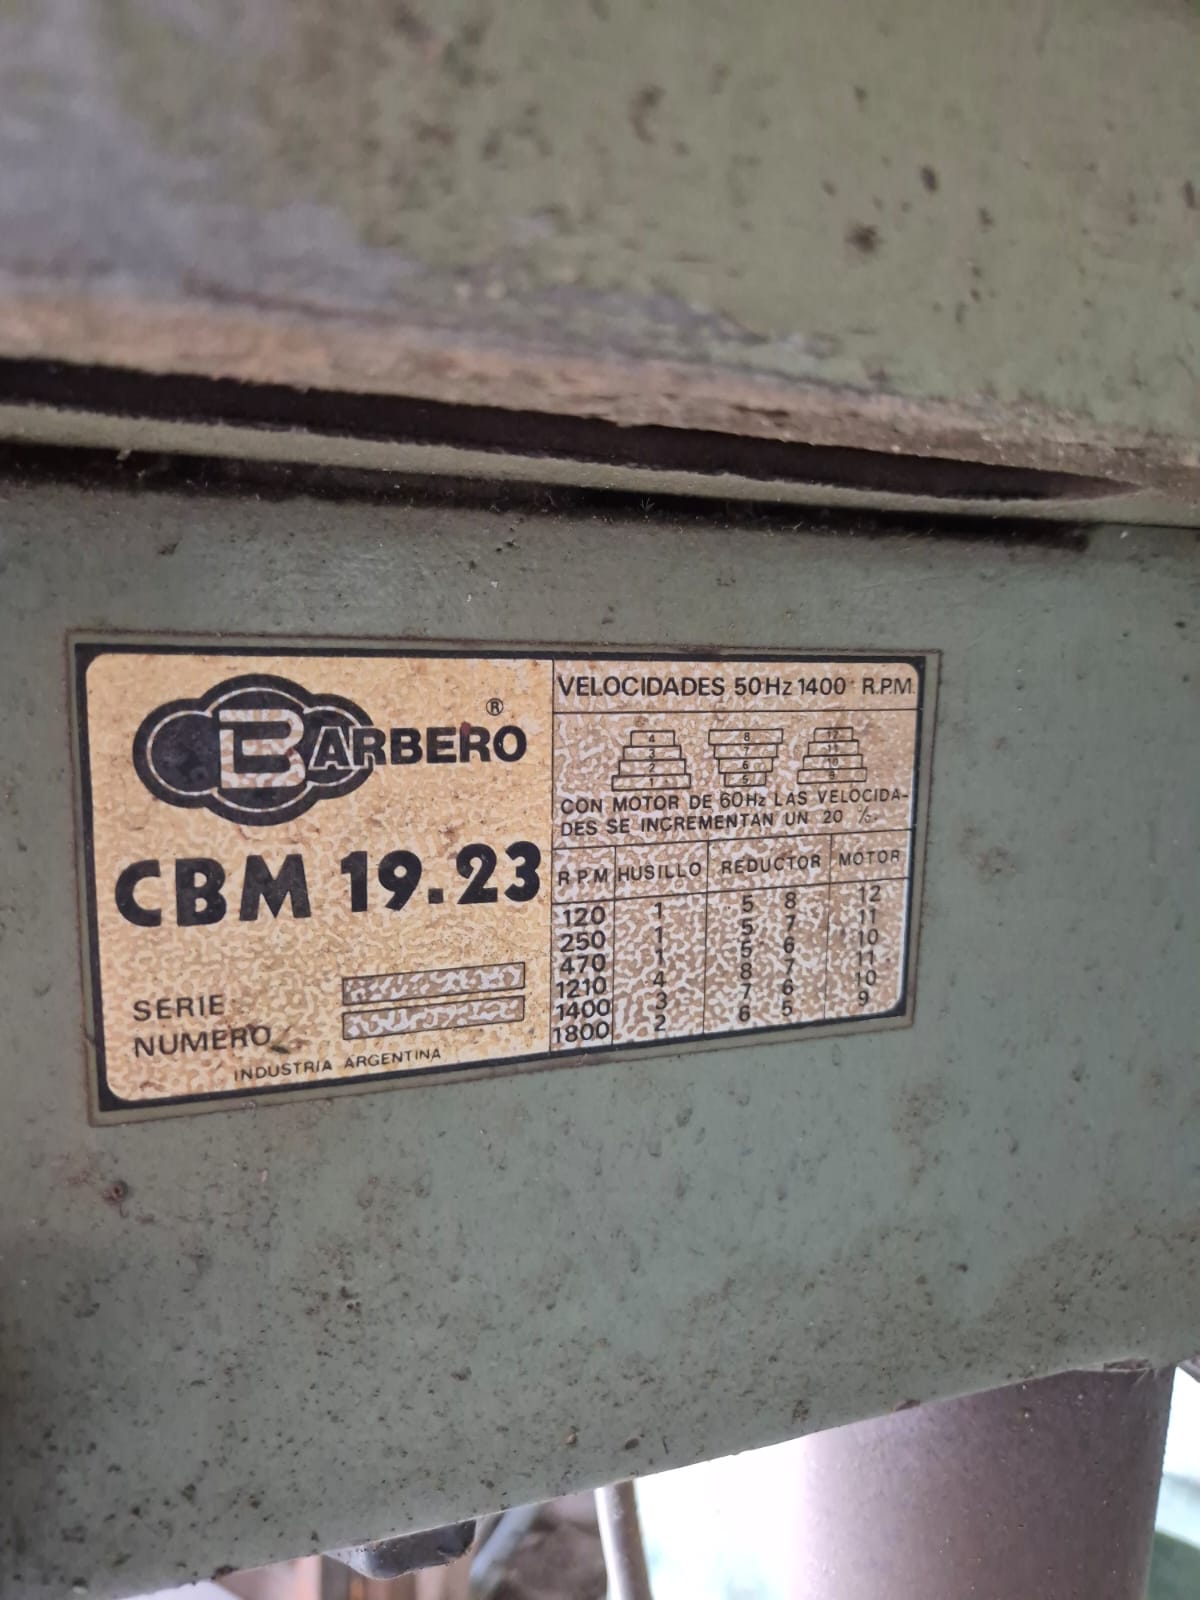 BARBERO ®
CBM 19.23
SERIE
NUMERO
INDUSTRIA ARGENTINA
VELOCIDADES 50Hz 1400 R.P.M.
4 8 12
3 7 11
2 6 10
1 5 9
CON MOTOR DE 60Hz LAS VELOCIDA-
DES SE INCREMENTAN UN 20 %.
RPM HUSILLO REDUCTOR MOTOR
120 1 5 8 12
250 1 5 7 11
470 1 5 6 10
1210 4 8 7 11
1400 3 7 6 10
1800 2 6 5 9